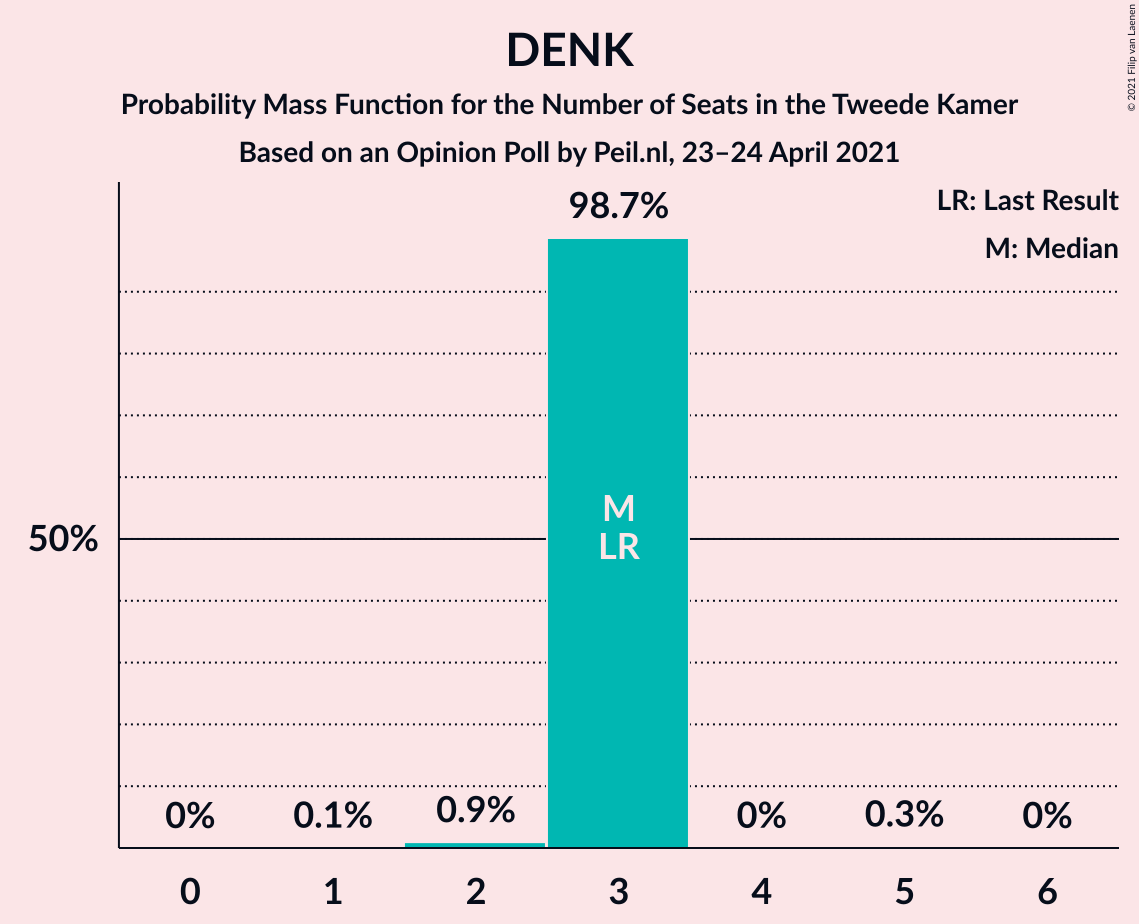 DENK
Probability Mass Function for the Number of Seats in the Tweede Kamer
Based on an Opinion Poll by Peil.nl, 23–24 April 2021
© 2021 Filip van Laenen
LR: Last Result
M: Median
98.7%
M
LR
50%
0% 0.1% 0.9% 0% 0.3% 0%
0 1 2 3 4 5 6